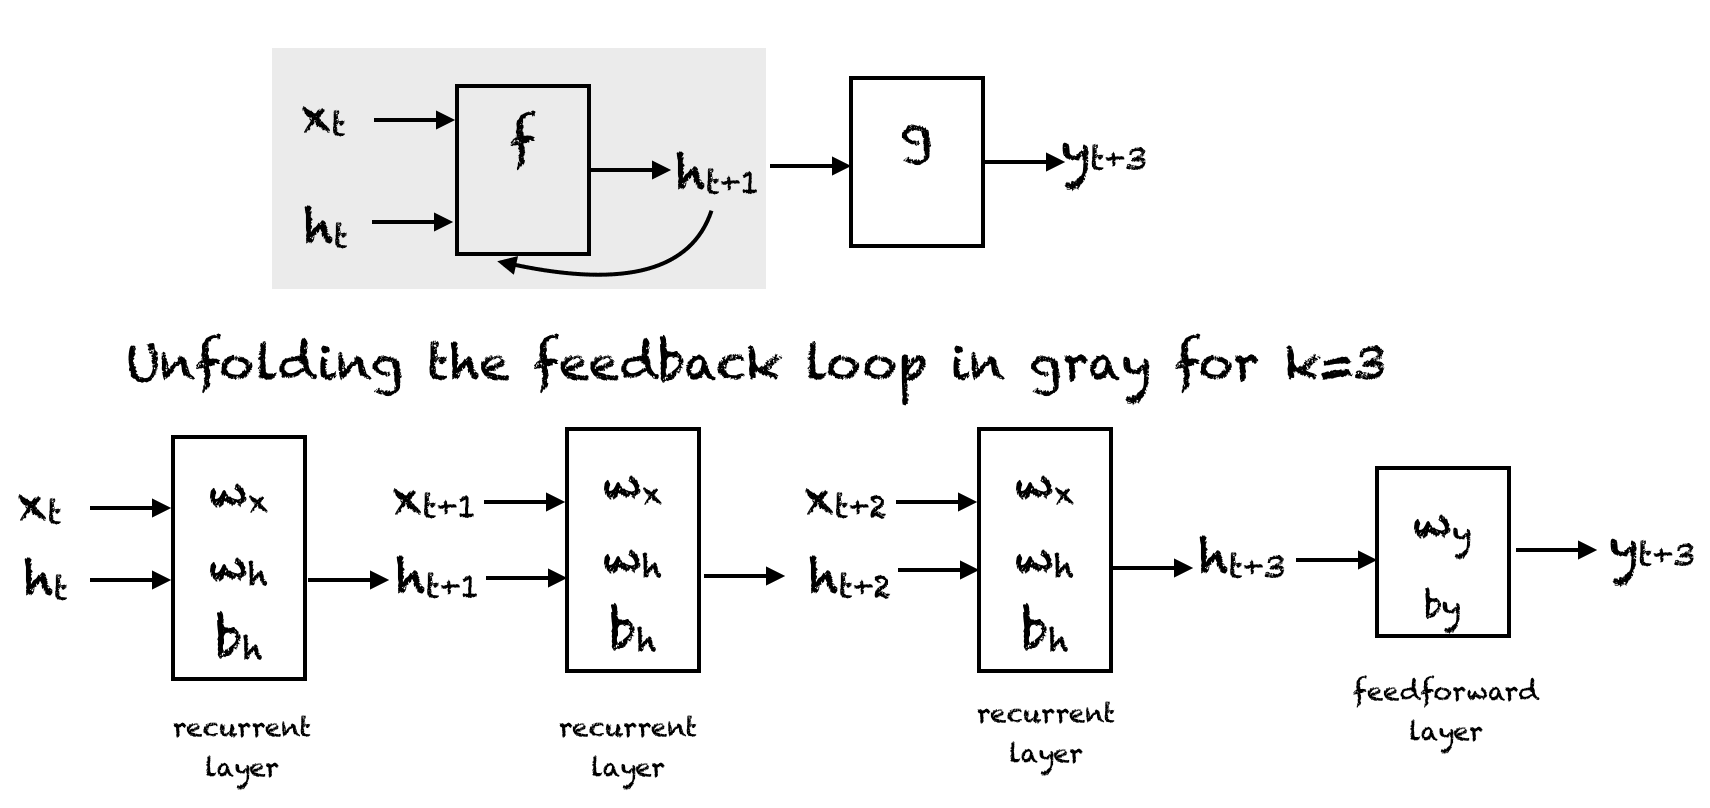 x_t
f
g
h_{t+1}
y_{t+3}
h_t
Unfolding the feedback loop in gray for k=3
x_t
w_x
x_{t+1}
w_x
x_{t+2}
w_x
h_t
w_h
h_{t+1}
w_h
h_{t+2}
w_h
h_{t+3}
w_y
y_{t+3}
b_h
b_h
b_h
b_y
recurrent
layer
recurrent
layer
recurrent
layer
feedforward
layer